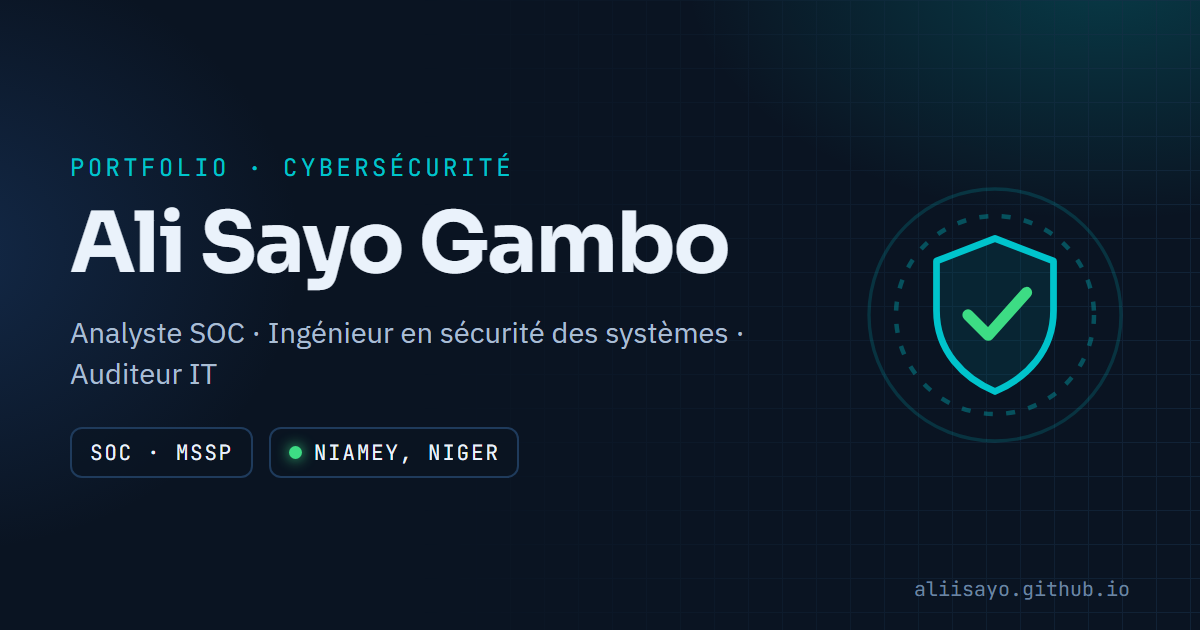 PORTFOLIO · CYBERSÉCURITÉ
Ali Sayo Gambo
Analyste SOC · Ingénieur en sécurité des systèmes ·
Auditeur IT
SOC · MSSP
NIAMEY, NIGER
aliisayo.github.io